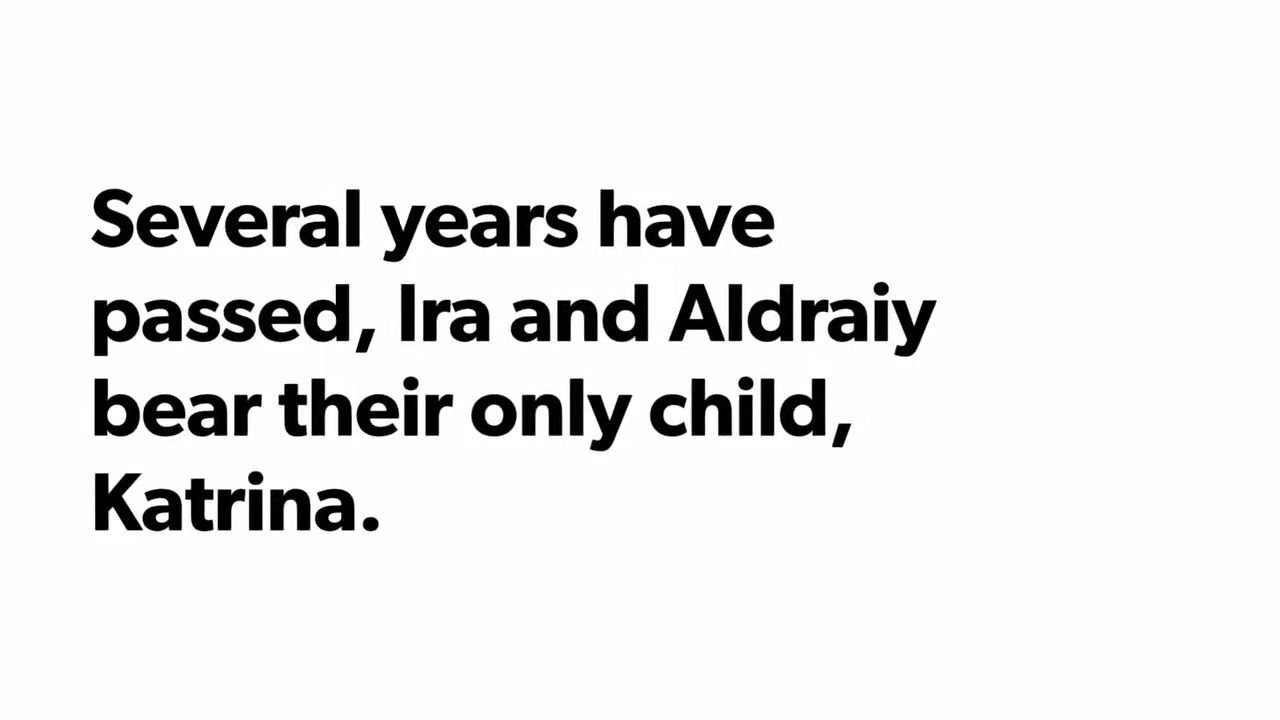 Several years have
passed, Ira and Aldraiy
bear their only child,
Katrina.